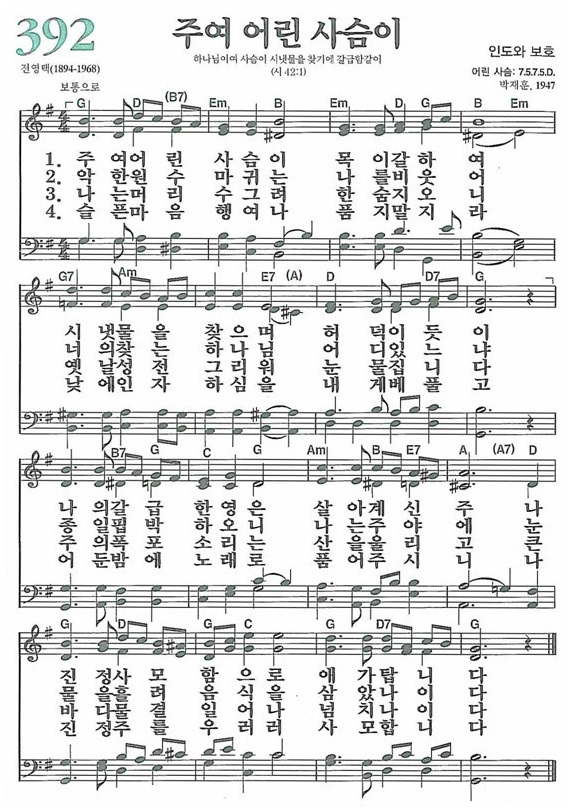 392
주여 어린 사슴이
하나님이여 사슴이 시냇물을 찾기에 갈급함같이
(시 42:1)
인도와 보호
전영택(1894-1968)
어린 사슴: 7.5.7.5.D.
박재훈, 1947
보통으로
G D (B7) Em B Em D G B Em
1. 주 여어 린 사 슴 이 목 이갈 하 여
2. 악 한원 수 마 귀 는 나 를비 웃 어
3. 나 는머 리 수 그 려 한 숨지 오 니
4. 슬 픈마 음 행 여 나 품 지말 지 라
G7 Am E7 (A) D D7 G
시 냇물 을 찾 으 며 허 덕이 듯 이
너 의찾 는 하 나 님 어 디있 느 냐
옛 날성 전 그 리 워 눈 물집 니 다
낮 에인 자 하 심 을 내 게베 풀 고
B7 C G Am B E7 A (A7) D
나 의갈 급 한 영 은 살 아계 신 주 나
종 일핍 박 하 오 니 나 는주 야 에 눈
주 의폭 포 소 리 는 산 을울 리 고 큰
어 둔밤 에 노 래 로 품 어주 시 니 나
G D7 G C G D7 G
진 정사 모 함 으 로 애 가탑 니 다
물 을흘 려 음 식 을 삼 았나 이 다
바 다물 결 일 어 나 넘 치나 이 다
진 정주 를 우 러 러 사 모합 니 다